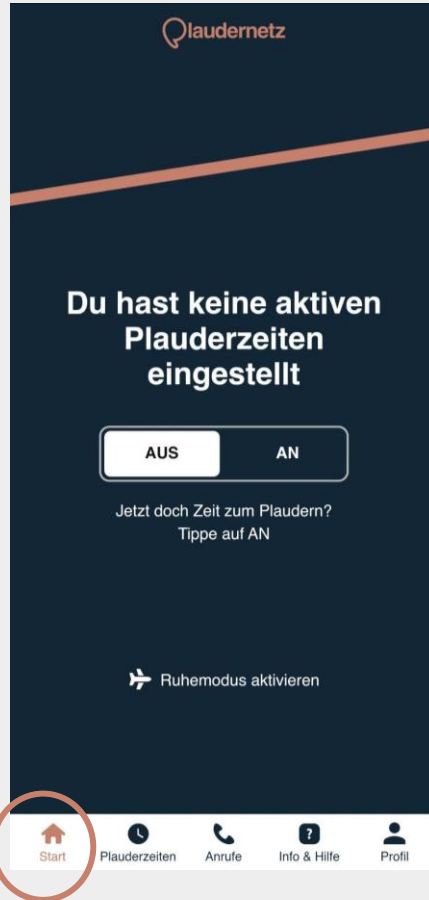 Plaudernetz
Du hast keine aktiven
Plauderzeiten
eingestellt
AUS AN
Jetzt doch Zeit zum Plaudern?
Tippe auf AN
Ruhemodus aktivieren
?
Start Plauderzeiten Anrufe Info & Hilfe Profil